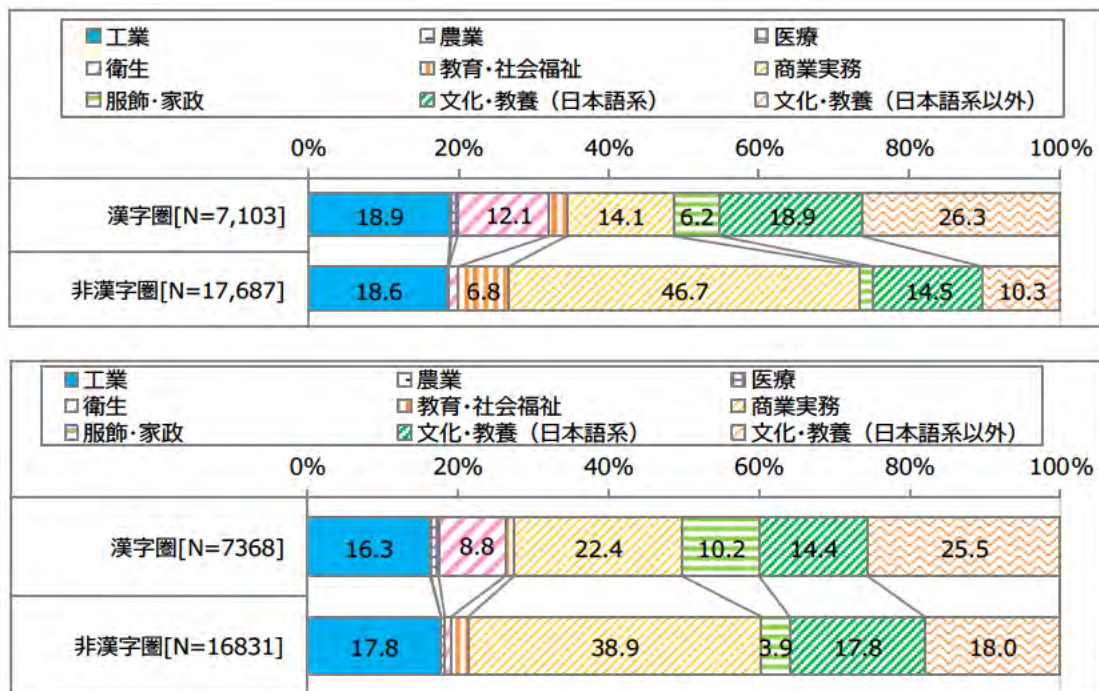 工業 農業 医療
衛生 教育・社会福祉 商業実務
服飾・家政 文化・教養（日本語系） 文化・教養（日本語系以外）
0% 20% 40% 60% 80% 100%
漢字圏[N=7,103] 18.9 12.1 14.1 6.2 18.9 26.3
非漢字圏[N=17,687] 18.6 6.8 46.7 14.5 10.3
工業 農業 医療
衛生 教育・社会福祉 商業実務
服飾・家政 文化・教養（日本語系） 文化・教養（日本語系以外）
0% 20% 40% 60% 80% 100%
漢字圏[N=7368] 16.3 8.8 22.4 10.2 14.4 25.5
非漢字圏[N=16831] 17.8 38.9 3.9 17.8 18.0